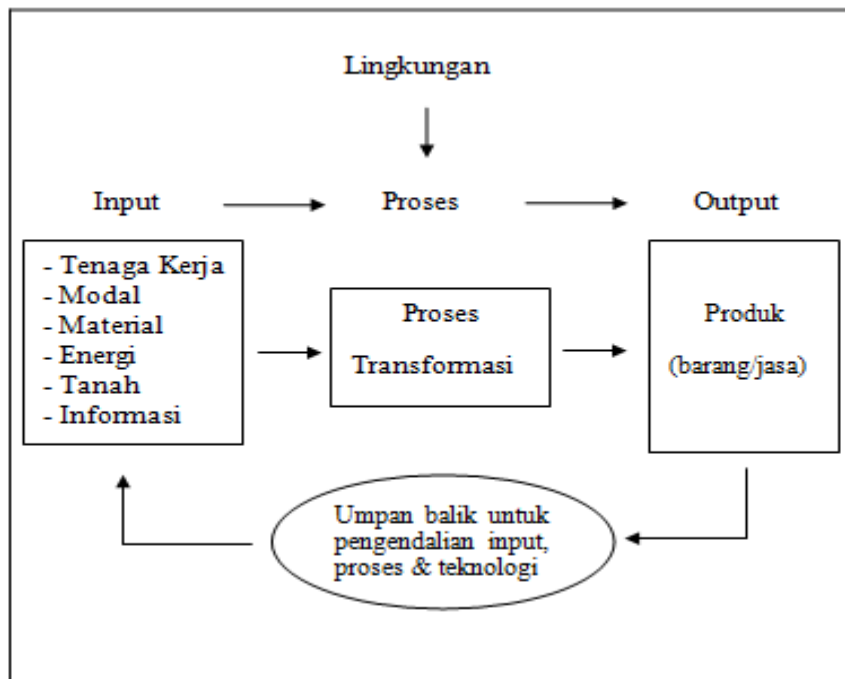 Lingkungan
Input
Proses
Output
- Tenaga Kerja
- Modal
- Material
- Energi
- Tanah
- Informasi
Proses
Transformasi
Produk
(barang/jasa)
Umpan balik untuk
pengendalian input,
proses & teknologi